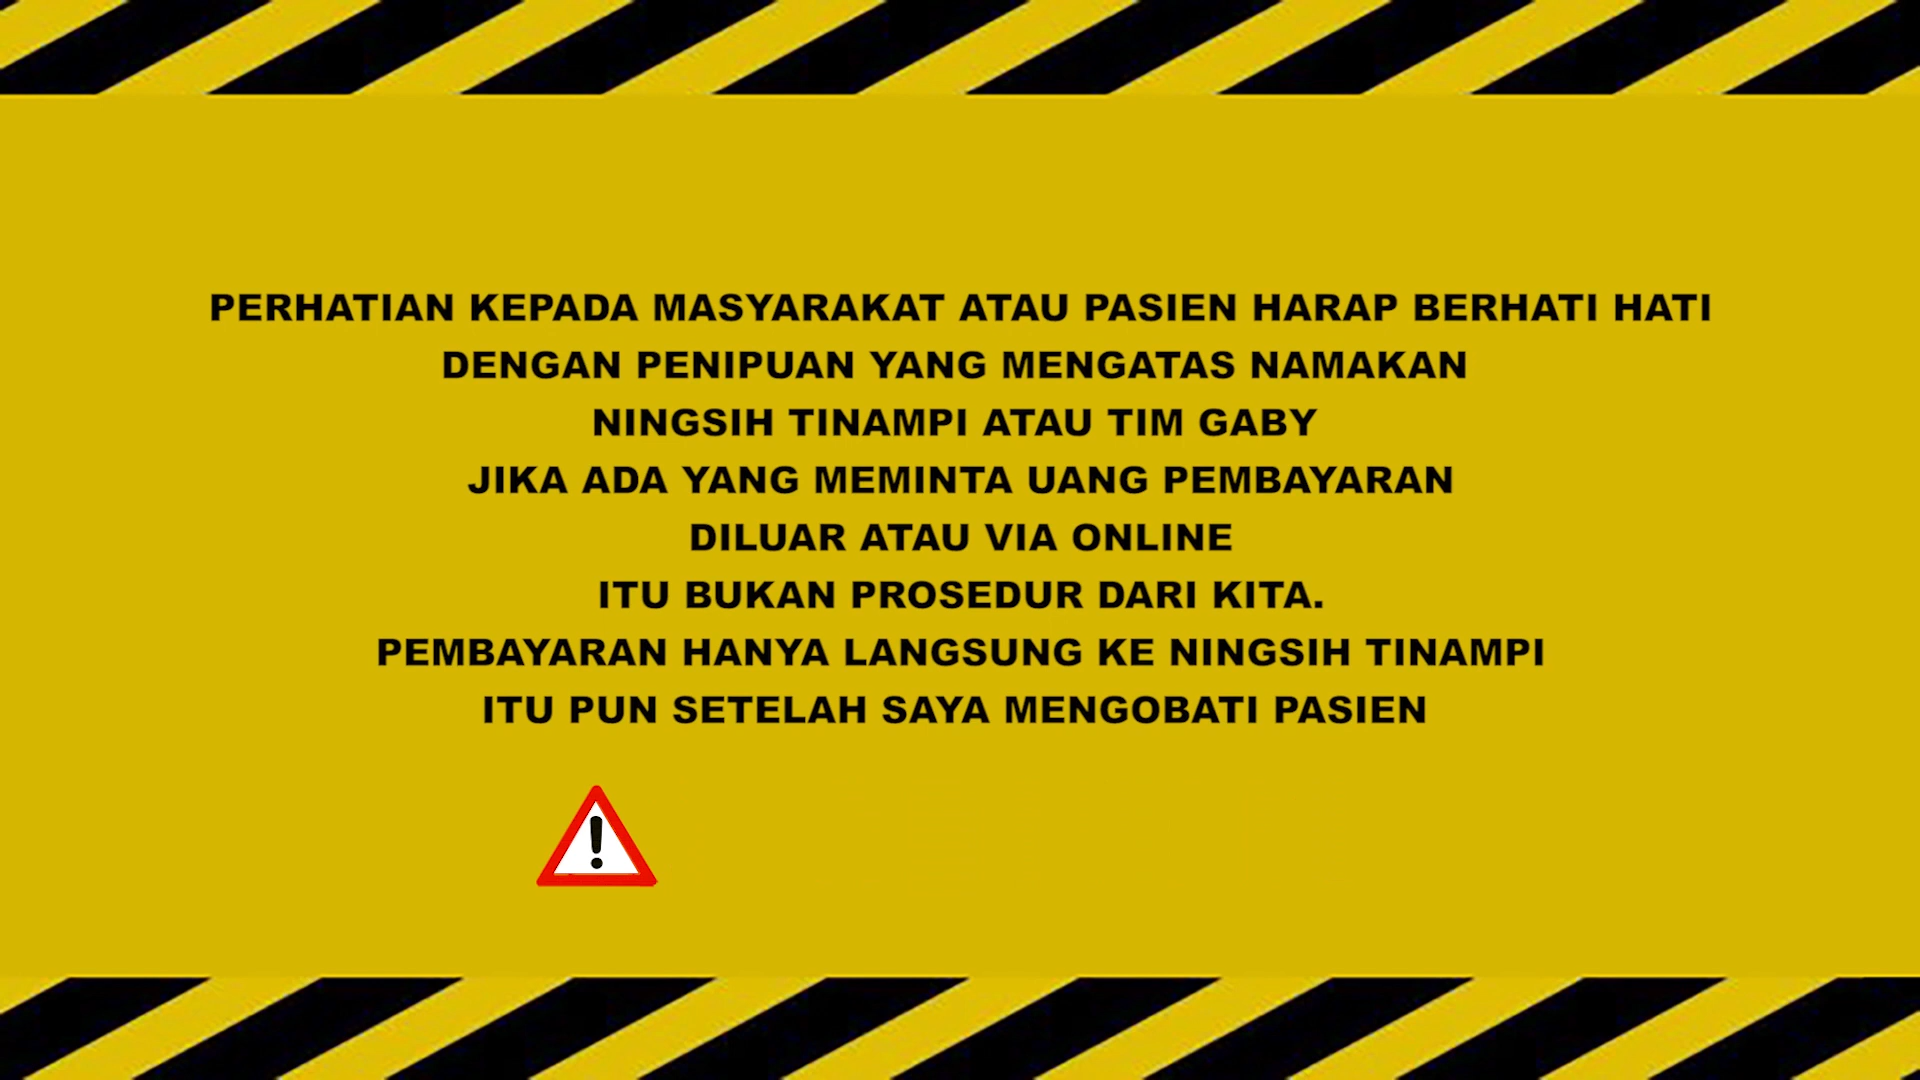 PERHATIAN KEPADA MASYARAKAT ATAU PASIEN HARAP BERHATI HATI
DENGAN PENIPUAN YANG MENGATAS NAMAKAN
NINGSIH TINAMPI ATAU TIM GABY
JIKA ADA YANG MEMINTA UANG PEMBAYARAN
DILUAR ATAU VIA ONLINE
ITU BUKAN PROSEDUR DARI KITA.
PEMBAYARAN HANYA LANGSUNG KE NINGSIH TINAMPI
ITU PUN SETELAH SAYA MENGOBATI PASIEN
!